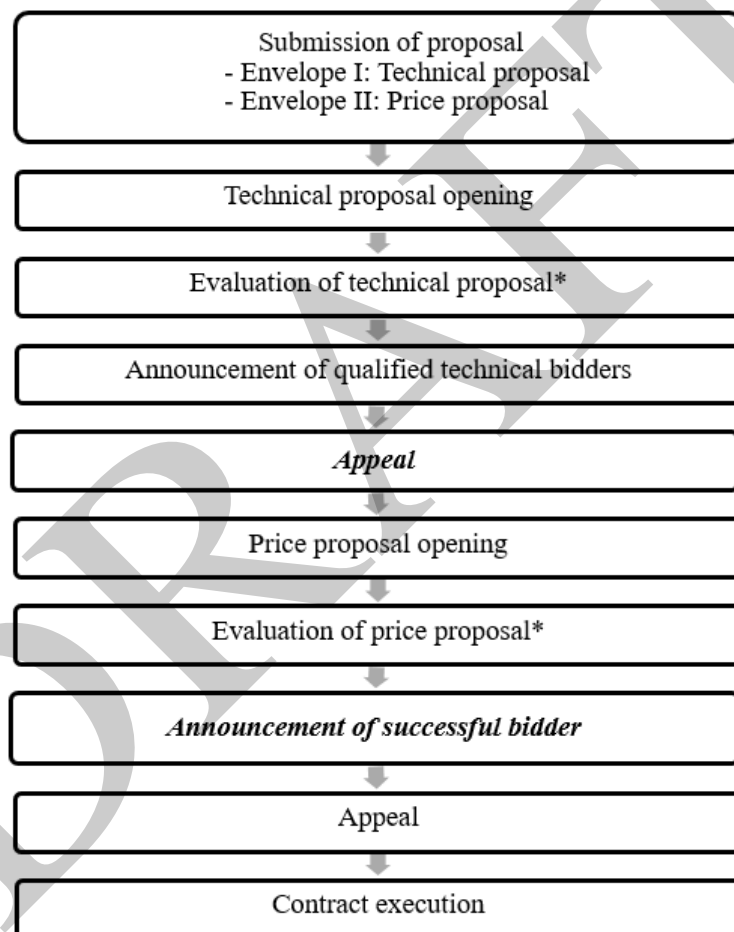 Submission of proposal
- Envelope I: Technical proposal
- Envelope II: Price proposal
Technical proposal opening
Evaluation of technical proposal*
Announcement of qualified technical bidders
Appeal
Price proposal opening
Evaluation of price proposal*
Announcement of successful bidder
Appeal
Contract execution
DRAFT